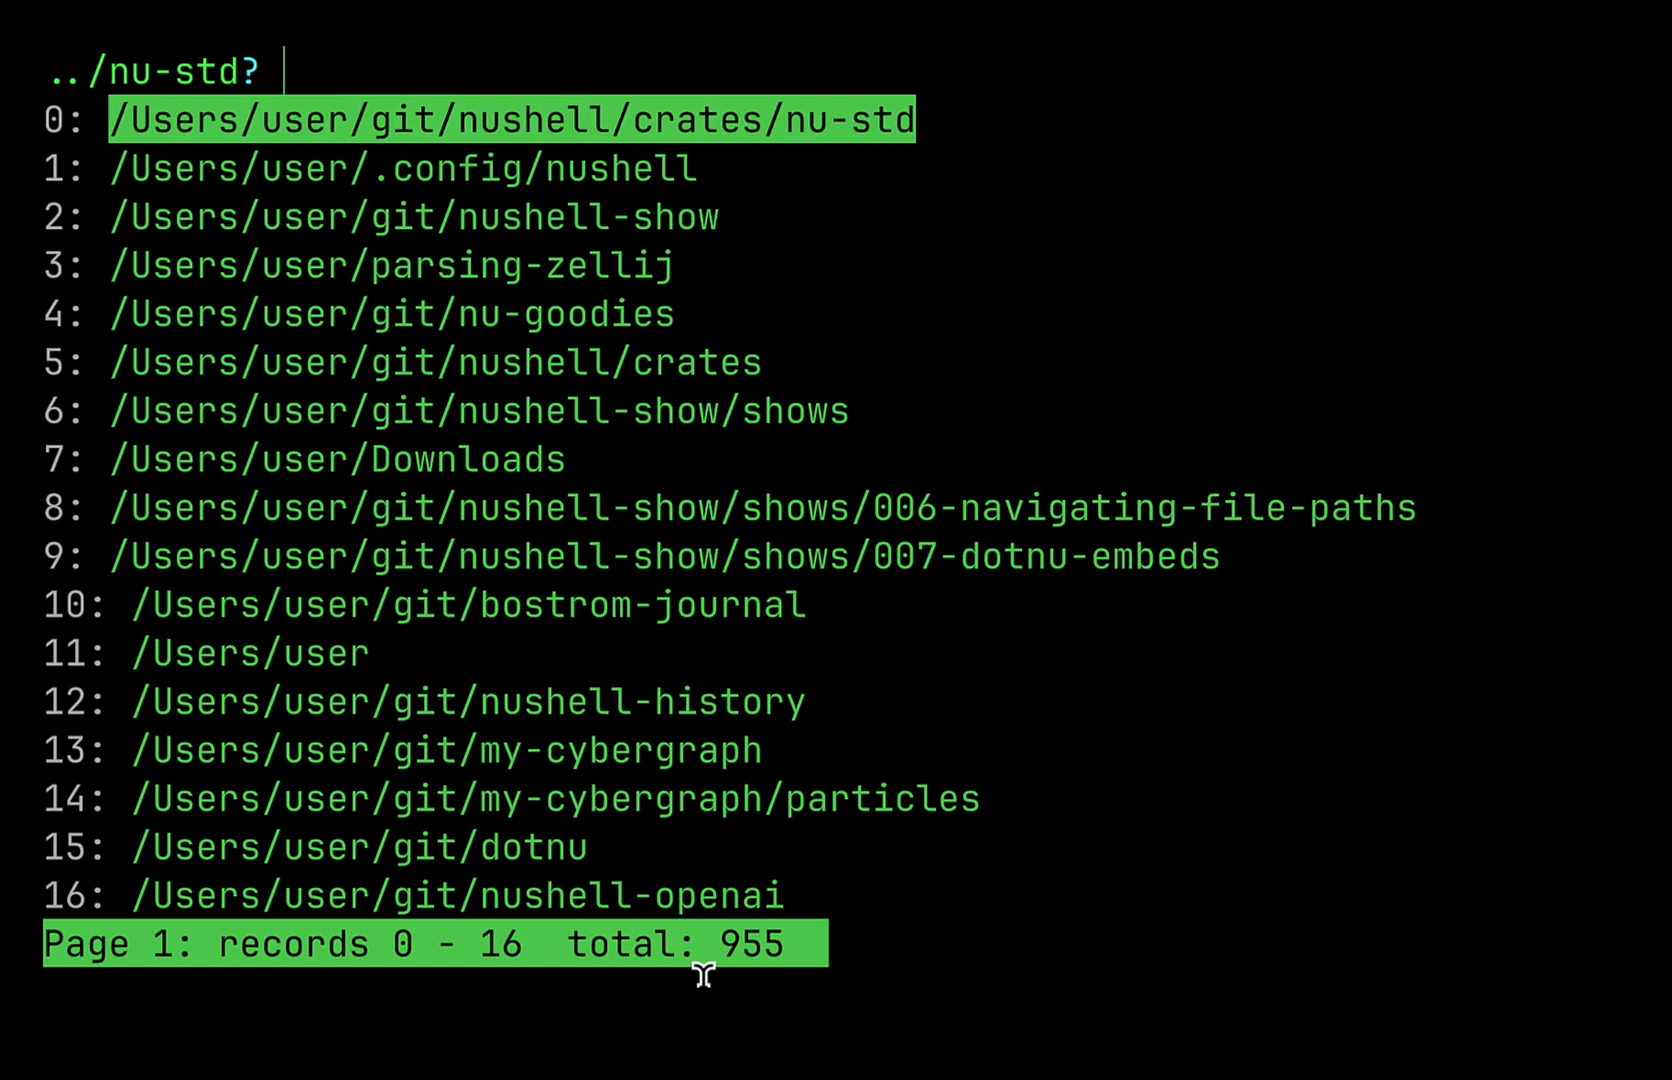 ../nu-std?
0: /Users/user/git/nushell/crates/nu-std
1: /Users/user/.config/nushell
2: /Users/user/git/nushell-show
3: /Users/user/parsing-zellij
4: /Users/user/git/nu-goodies
5: /Users/user/git/nushell/crates
6: /Users/user/git/nushell-show/shows
7: /Users/user/Downloads
8: /Users/user/git/nushell-show/shows/006-navigating-file-paths
9: /Users/user/git/nushell-show/shows/007-dotnu-embeds
10: /Users/user/git/bostrom-journal
11: /Users/user
12: /Users/user/git/nushell-history
13: /Users/user/git/my-cybergraph
14: /Users/user/git/my-cybergraph/particles
15: /Users/user/git/dotnu
16: /Users/user/git/nushell-openai
Page 1: records 0 - 16  total: 955